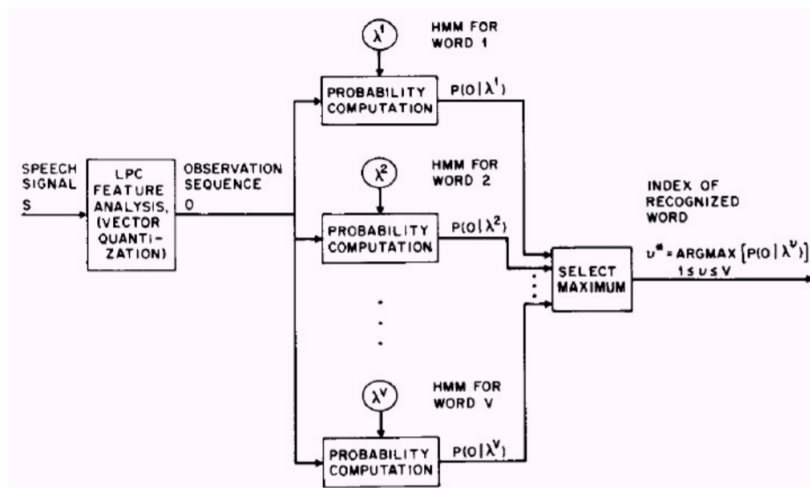 λ¹
HMM FOR
WORD 1
PROBABILITY
COMPUTATION
P(O|λ¹)
SPEECH
SIGNAL
S
LPC
FEATURE
ANALYSIS,
(VECTOR
QUANTI-
ZATION)
OBSERVATION
SEQUENCE
O
λ²
HMM FOR
WORD 2
PROBABILITY
COMPUTATION
P(O|λ²)
INDEX OF
RECOGNIZED
WORD
SELECT
MAXIMUM
υ* = ARGMAX [P(O|λᵛ)]
1 ≤ υ ≤ V
λⱽ
HMM FOR
WORD V
PROBABILITY
COMPUTATION
P(O|λⱽ)